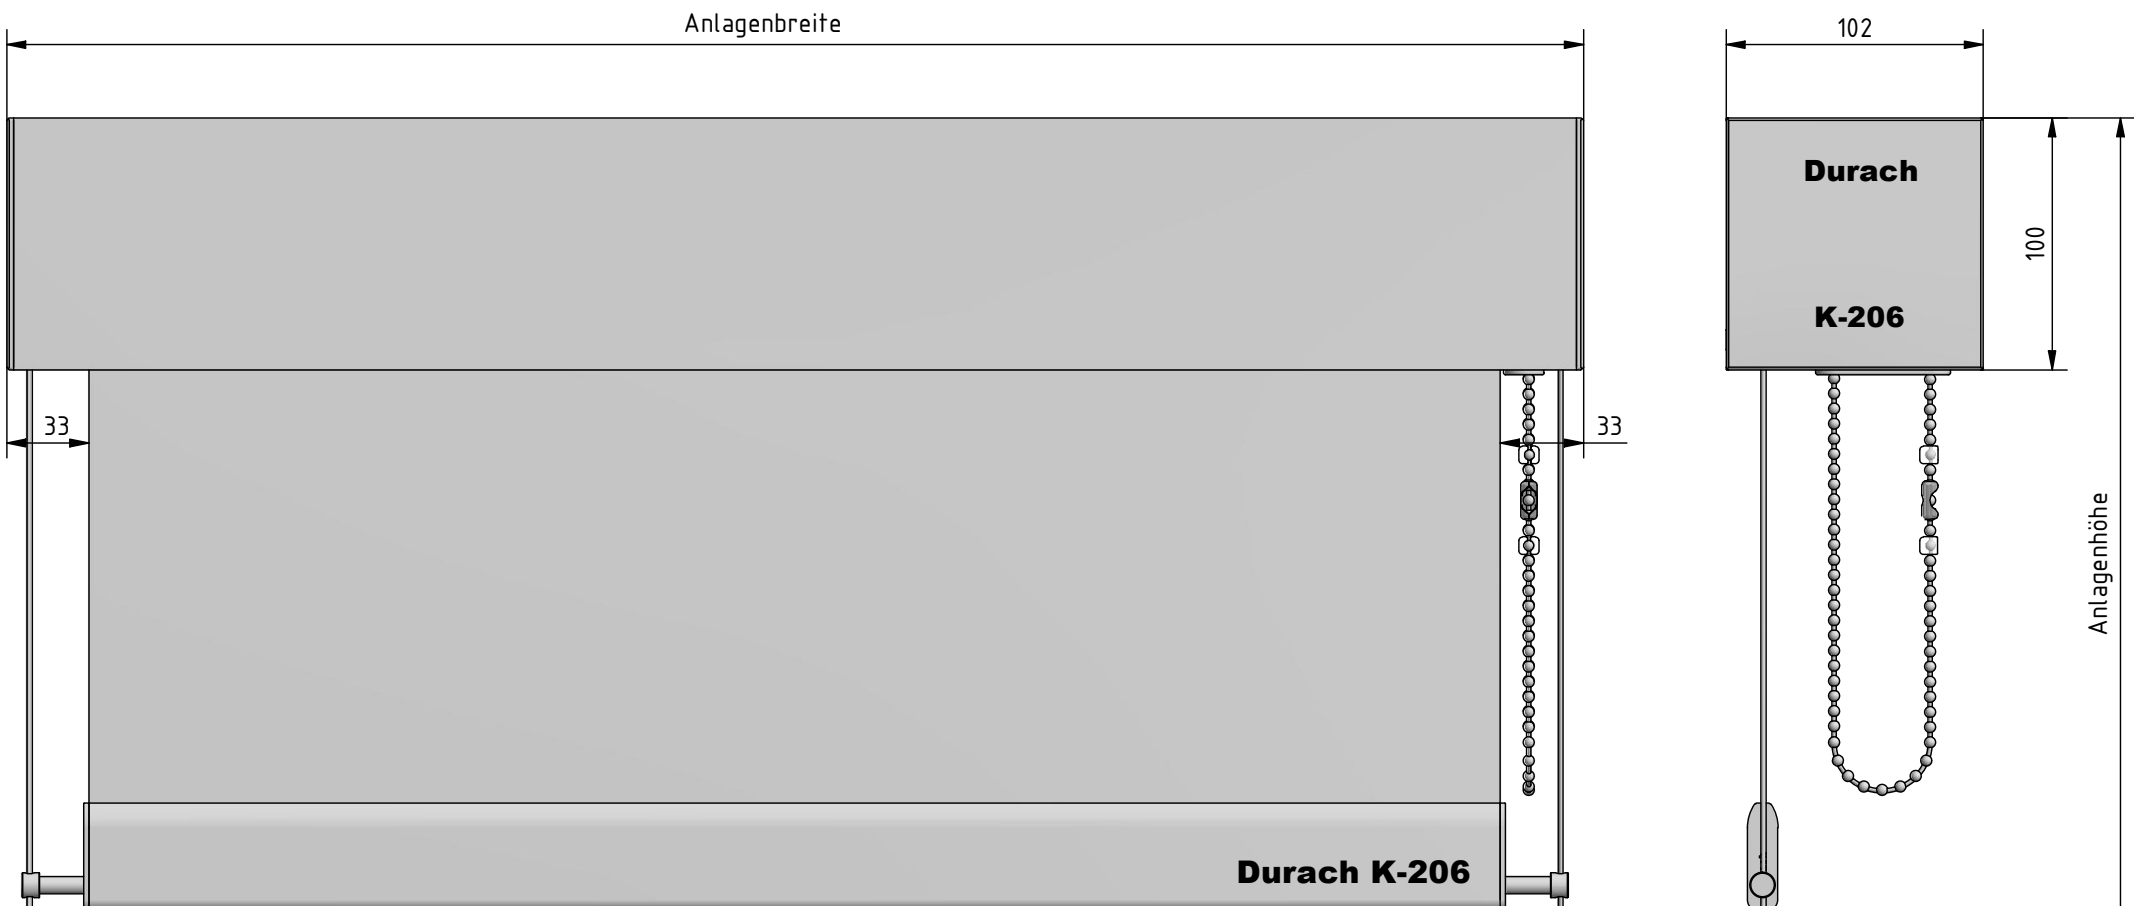 Anlagenbreite
102
Durach
100
K-206
33
33
Anlagenhöhe
Durach K-206